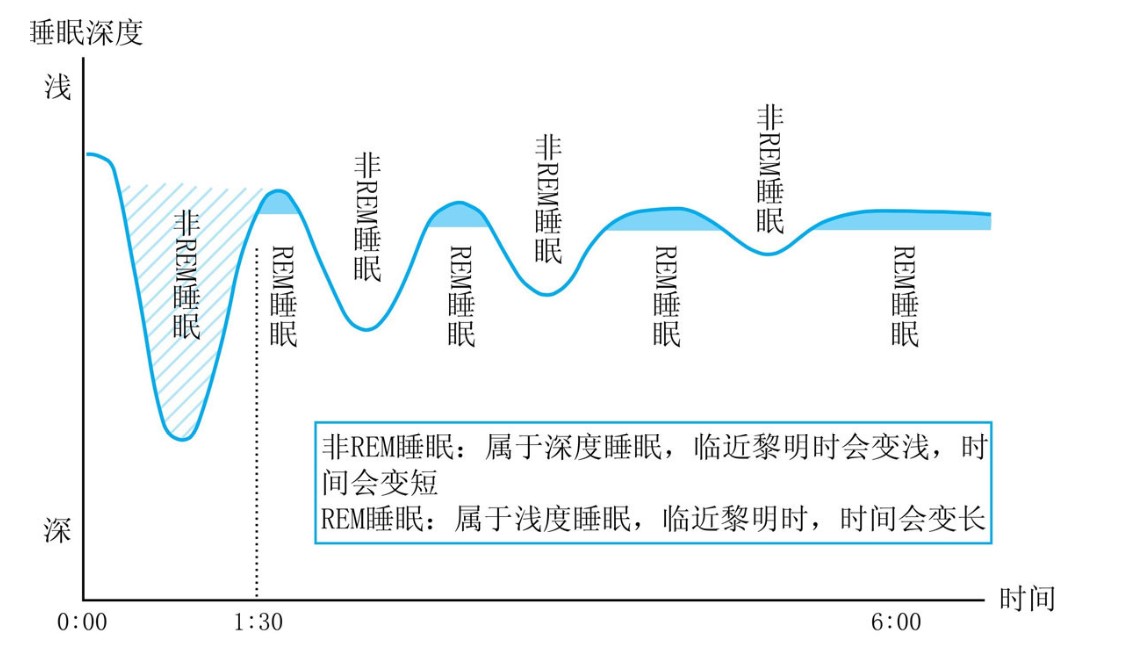 睡眠深度
浅
非REM睡眠
非REM睡眠
非REM睡眠
非REM睡眠
REM睡眠
REM睡眠
REM睡眠
REM睡眠
非REM睡眠：属于深度睡眠，临近黎明时会变浅，时
间会变短
REM睡眠：属于浅度睡眠，临近黎明时，时间会变长
深
时间
0:00
1:30
6:00